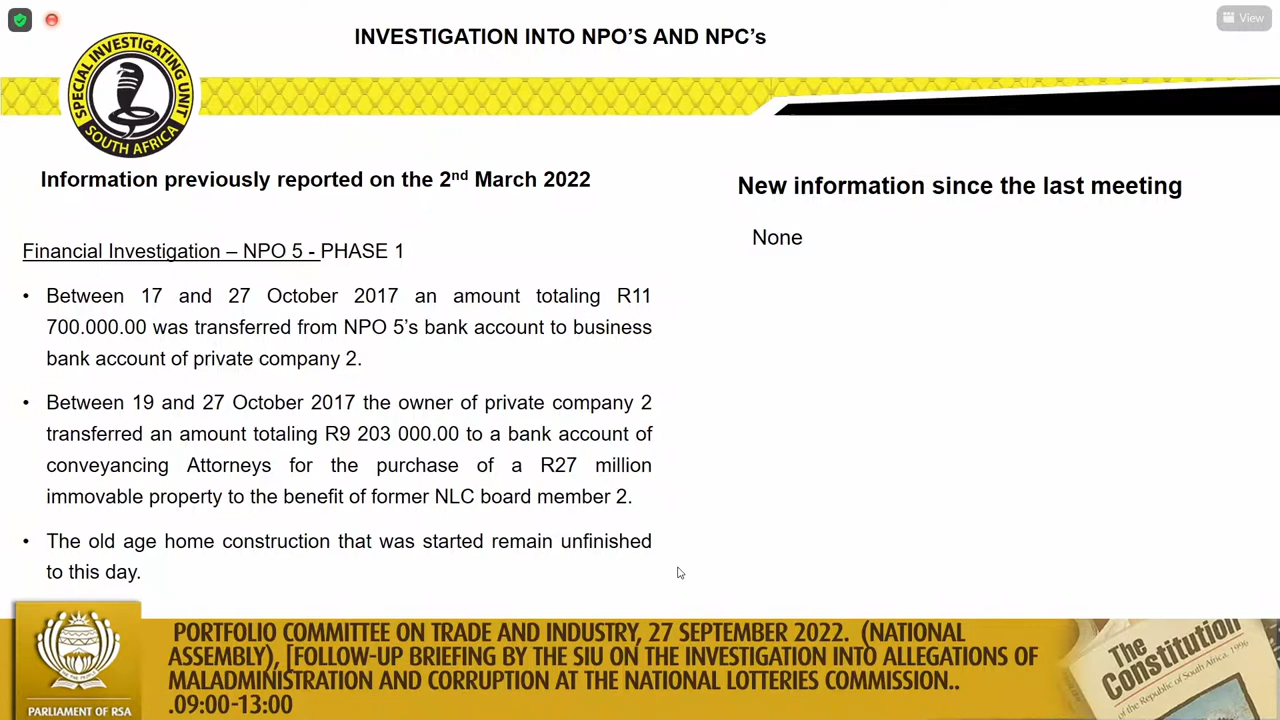 View
INVESTIGATION INTO NPO'S AND NPC's
SPECIAL INVESTIGATING UNIT
SOUTH AFRICA
Information previously reported on the 2nd March 2022
Financial Investigation – NPO 5 - PHASE 1
• Between 17 and 27 October 2017 an amount totaling R11
700.000.00 was transferred from NPO 5's bank account to business
bank account of private company 2.
• Between 19 and 27 October 2017 the owner of private company 2
transferred an amount totaling R9 203 000.00 to a bank account of
conveyancing Attorneys for the purchase of a R27 million
immovable property to the benefit of former NLC board member 2.
• The old age home construction that was started remain unfinished
to this day.
New information since the last meeting
None
PORTFOLIO COMMITTEE ON TRADE AND INDUSTRY, 27 SEPTEMBER 2022. (NATIONAL
ASSEMBLY), [FOLLOW-UP BRIEFING BY THE SIU ON THE INVESTIGATION INTO ALLEGATIONS OF
MALADMINISTRATION AND CORRUPTION AT THE NATIONAL LOTTERIES COMMISSION..
.09:00-13:00
PARLIAMENT OF RSA
The
Constitution
of the Republic of South Africa, 1996